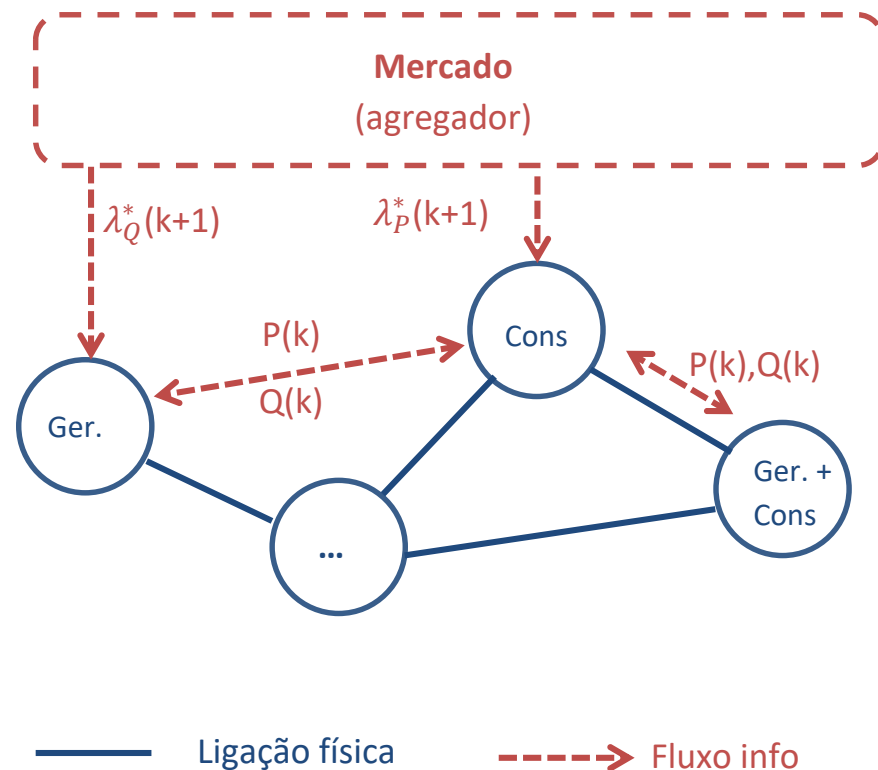 Mercado
(agregador)
λ*Q(k+1)
λ*P(k+1)
P(k)
Q(k)
Cons
P(k),Q(k)
Ger.
Ger. +
Cons
...
Ligação física
Fluxo info